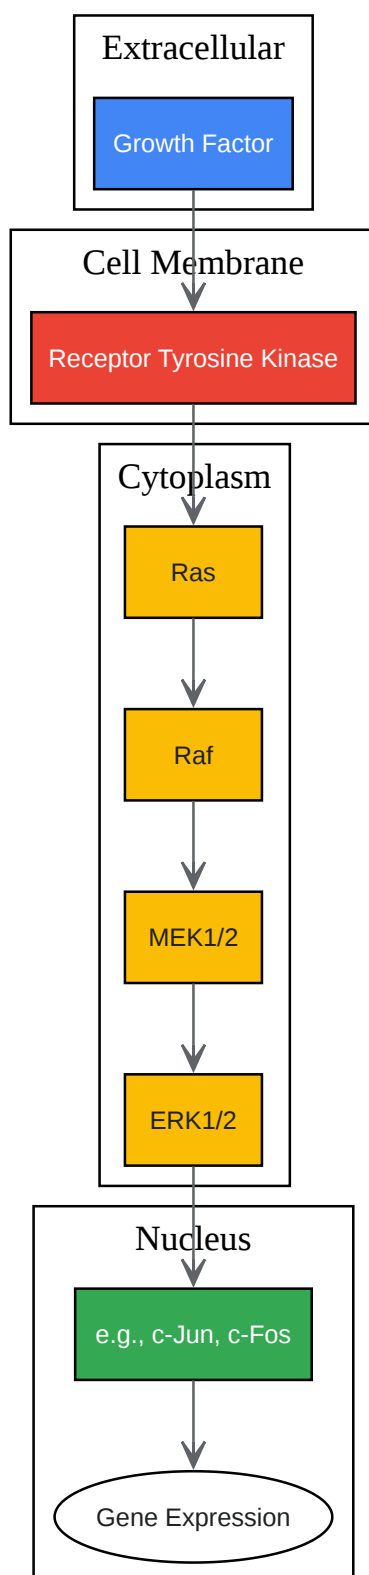 Extracellular
Growth Factor
Cell Membrane
Receptor Tyrosine Kinase
Cytoplasm
Ras
Raf
MEK1/2
ERK1/2
Nucleus
e.g., c-Jun, c-Fos
Gene Expression